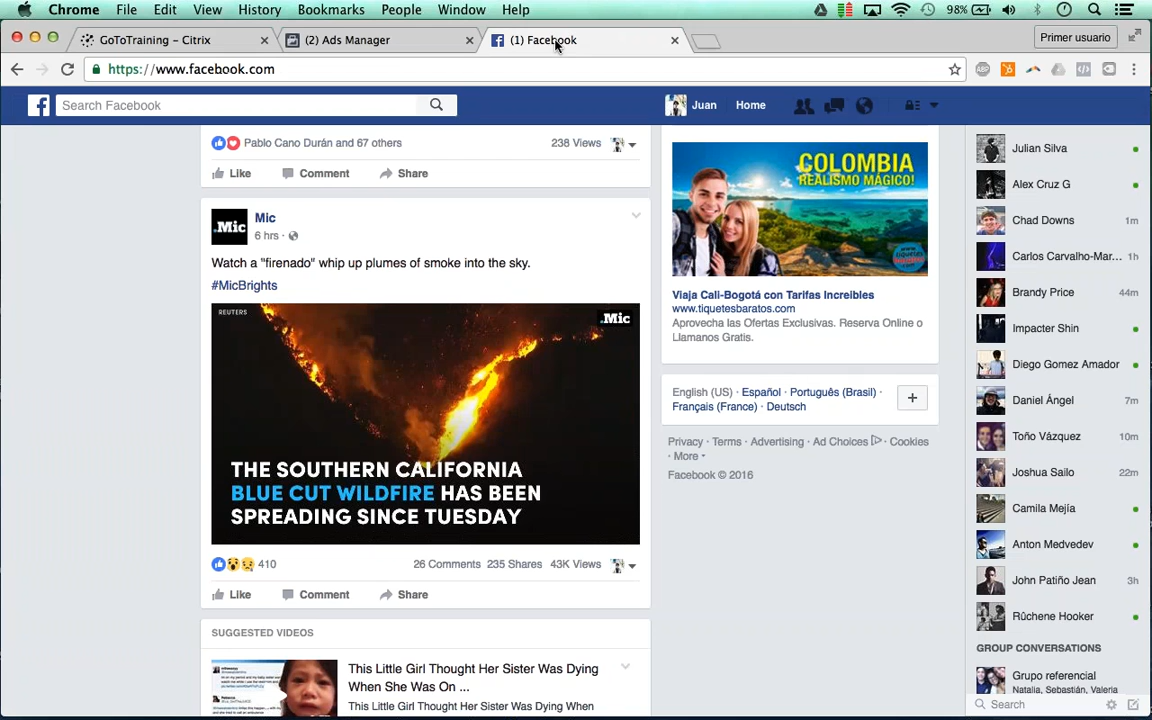 Chrome File Edit View History Bookmarks People Window Help 98%
GoToTraining - Citrix (2) Ads Manager (1) Facebook Primer usuario
https://www.facebook.com
Search Facebook Juan Home
Pablo Cano Durán and 67 others 238 Views
Like Comment Share
.Mic Mic
6 hrs ·
Watch a "firenado" whip up plumes of smoke into the sky.
#MicBrights
REUTERS .Mic
THE SOUTHERN CALIFORNIA
BLUE CUT WILDFIRE HAS BEEN
SPREADING SINCE TUESDAY
410 26 Comments 235 Shares 43K Views
Like Comment Share
SUGGESTED VIDEOS
This Little Girl Thought Her Sister Was Dying
When She Was On ...
This Little Girl Thought Her Sister Was Dying When
COLOMBIA
REALISMO MÁGICO!
Viaja Cali-Bogotá con Tarifas Increibles
www.tiquetesbaratos.com
Aprovecha las Ofertas Exclusivas. Reserva Online o
Llamanos Gratis.
English (US) · Español · Português (Brasil) ·
Français (France) · Deutsch
Privacy · Terms · Advertising · Ad Choices · Cookies
· More
Facebook © 2016
Julian Silva
Alex Cruz G
Chad Downs 1m
Carlos Carvalho-Mar... 1h
Brandy Price 44m
Impacter Shin
Diego Gomez Amador
Daniel Ángel 7m
Toño Vázquez 10m
Joshua Sailo 22m
Camila Mejía
Anton Medvedev
John Patiño Jean 3h
Rûchene Hooker
GROUP CONVERSATIONS
Grupo referencial
Natalia, Sebastián, Valeria
Search